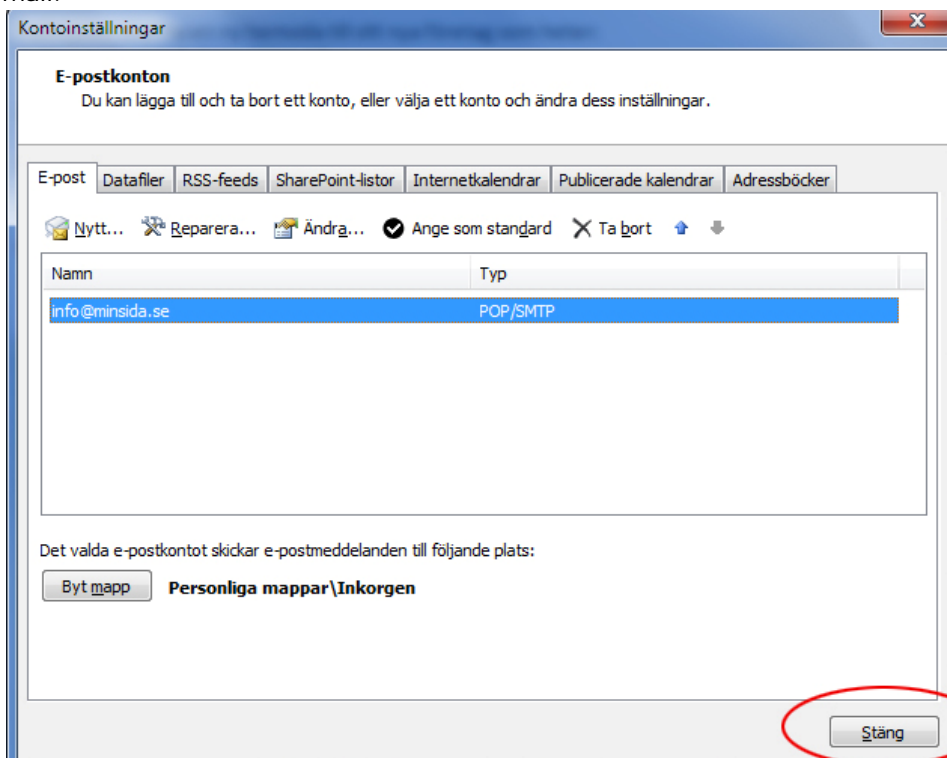 Kontoinställningar
E-postkonton
Du kan lägga till och ta bort ett konto, eller välja ett konto och ändra dess inställningar.
E-post Datafiler RSS-feeds SharePoint-listor Internetkalendrar Publicerade kalendrar Adressböcker
Nytt... Reparera... Ändra... Ange som standard Ta bort
Namn Typ
info@minsida.se POP/SMTP
Det valda e-postkontot skickar e-postmeddelanden till följande plats:
Byt mapp Personliga mappar\Inkorgen
Stäng